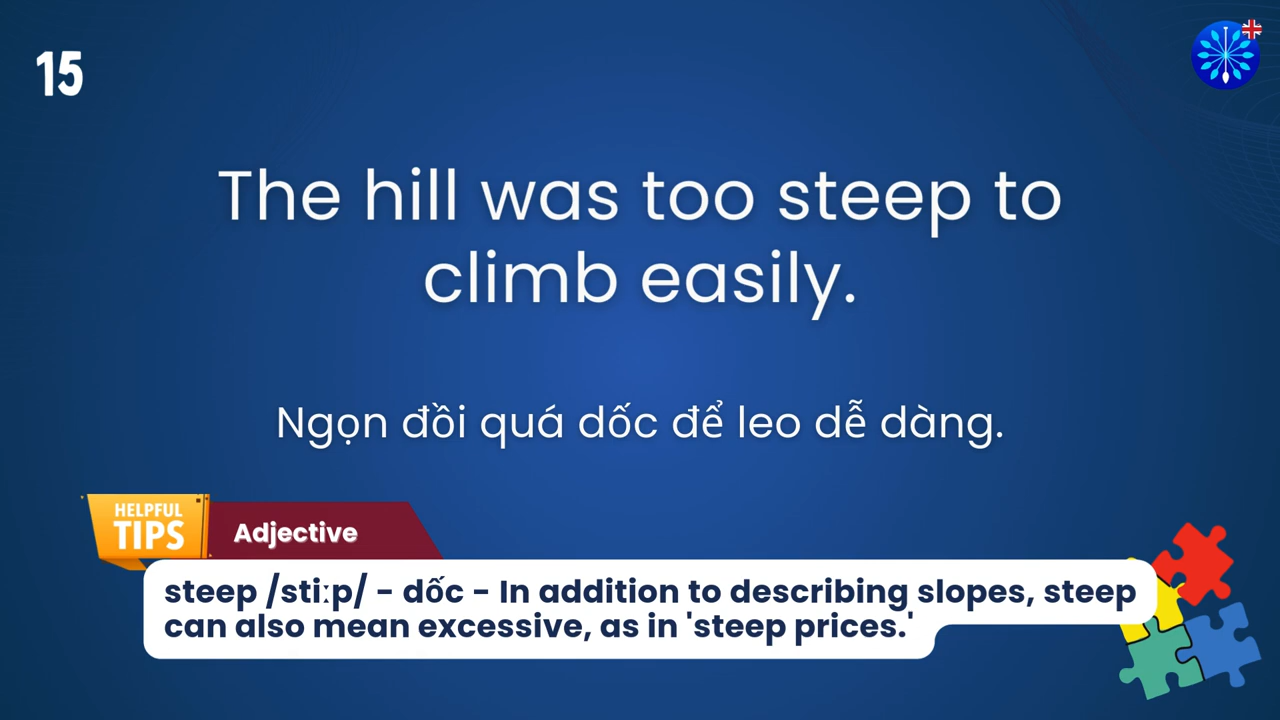 15
The hill was too steep to
climb easily.
Ngọn đồi quá dốc để leo dễ dàng.
HELPFUL
TIPS
Adjective
steep /stiːp/ - dốc - In addition to describing slopes, steep
can also mean excessive, as in 'steep prices.'